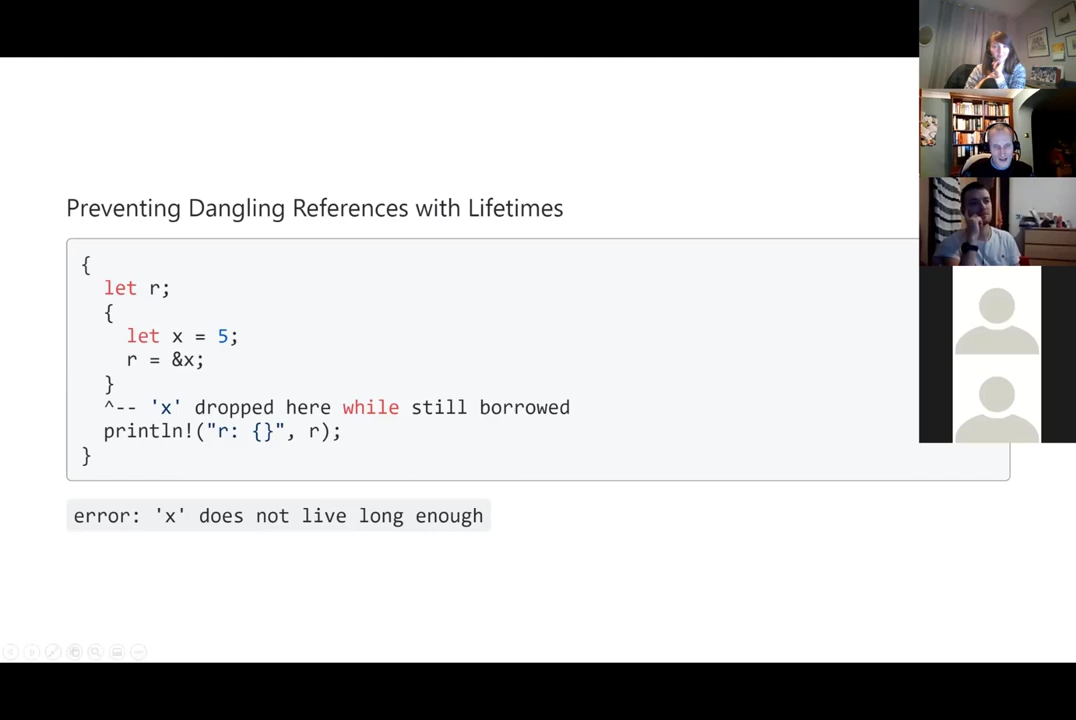 Preventing Dangling References with Lifetimes
{
let r;
{
let x = 5;
r = &x;
}
^-- 'x' dropped here while still borrowed
println!("r: {}", r);
}
error: 'x' does not live long enough